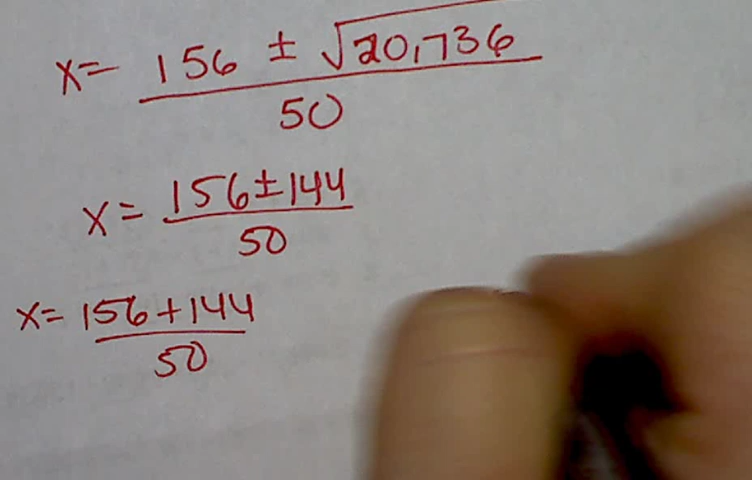 x = 156 ± √20,736
50
x = 156 ± 144
50
x = 156 + 144
50